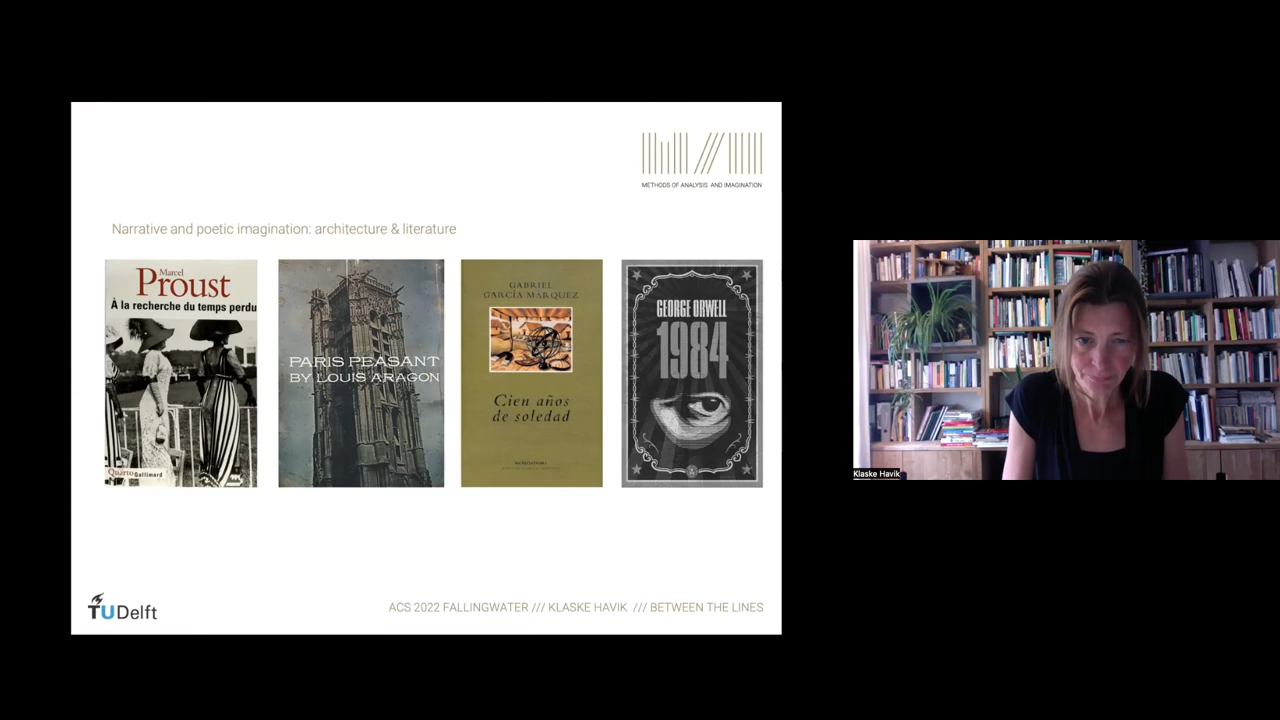 METHODS OF ANALYSIS AND IMAGINATION
Narrative and poetic imagination: architecture & literature
Marcel
Proust
À la recherche du temps perdu
Quarto Gallimard
PARIS PEASANT
BY LOUIS ARAGON
GABRIEL
GARCÍA MÁRQUEZ
Cien años
de soledad
GEORGE ORWELL
1984
Klaske Havik
TUDelft
ACS 2022 FALLINGWATER /// KLASKE HAVIK /// BETWEEN THE LINES